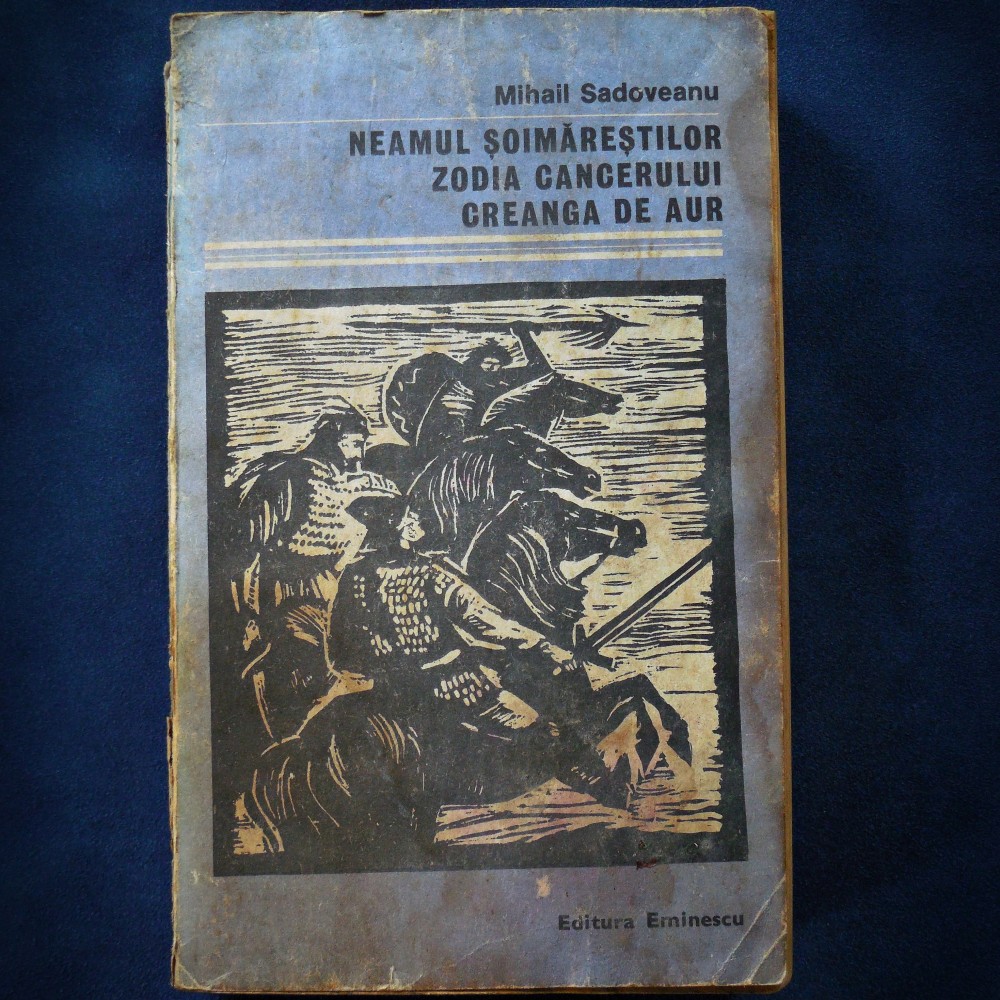 Mihail Sadoveanu
NEAMUL ȘOIMĂREȘTILOR
ZODIA CANCERULUI
CREANGA DE AUR
Editura Eminescu